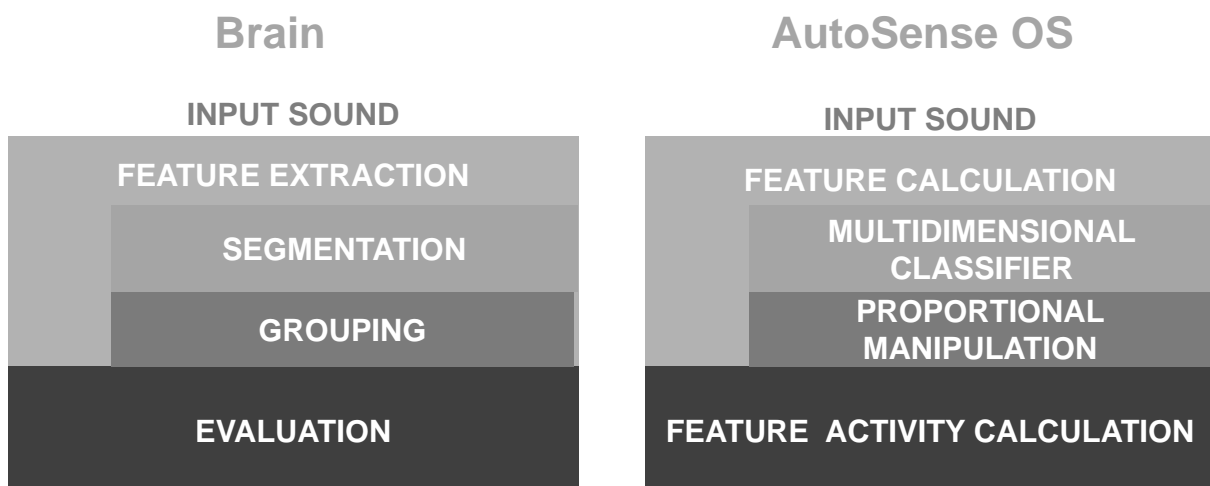 Brain
INPUT SOUND
FEATURE EXTRACTION
SEGMENTATION
GROUPING
EVALUATION
AutoSense OS
INPUT SOUND
FEATURE CALCULATION
MULTIDIMENSIONAL
CLASSIFIER
PROPORTIONAL
MANIPULATION
FEATURE ACTIVITY CALCULATION